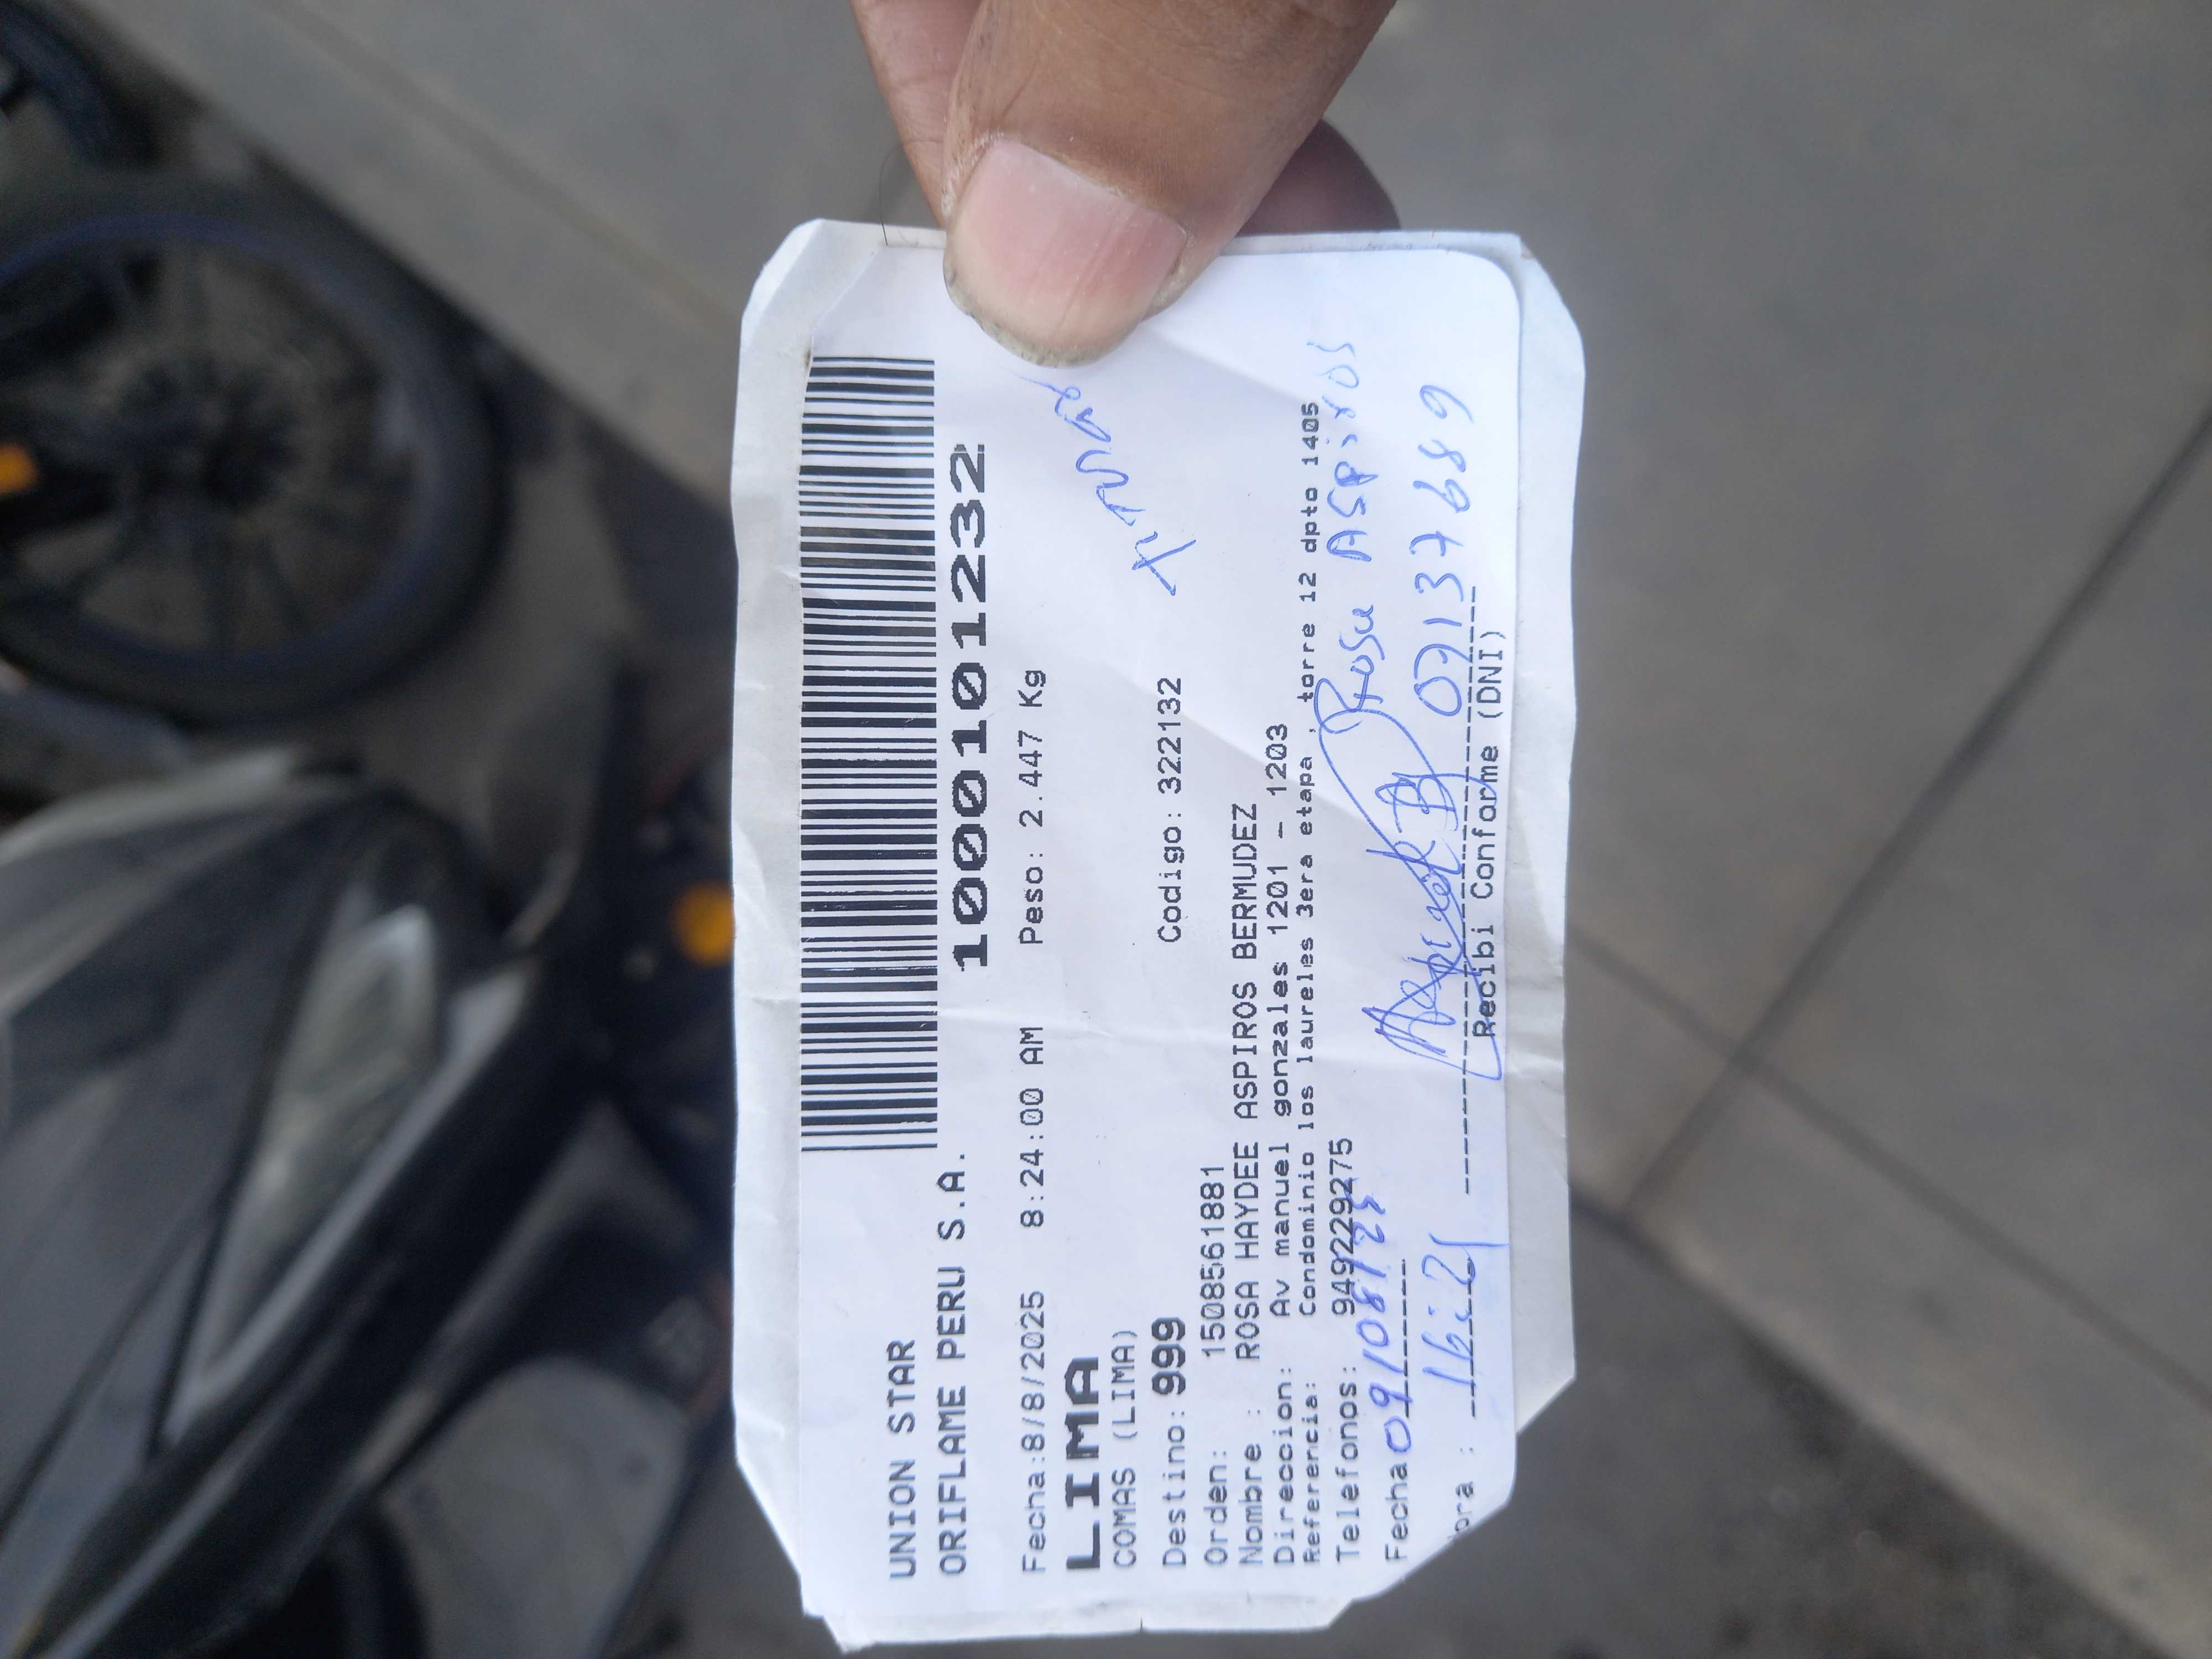 UNION STAR
ORIFLAME PERU S.A.
1000101232
Fecha:8/8/2025 8:24:00 AM Peso: 2.447 Kg
LIMA
COMAS (LIMA)
Destino: 999 Codigo: 322132
Orden: 1508561881
Nombre : ROSA HAYDEE ASPIROS BERMUDEZ
Direccion: Av manuel gonzales 1201 - 1203
Referencia: Condominio los laureles 3era etapa , torre 12 dpto 1405
Telefonos: 949229275
Fecha 09/08/25 Rosa Aspiros
Hora : 16:21 09137689
Recibi Conforme (DNI)